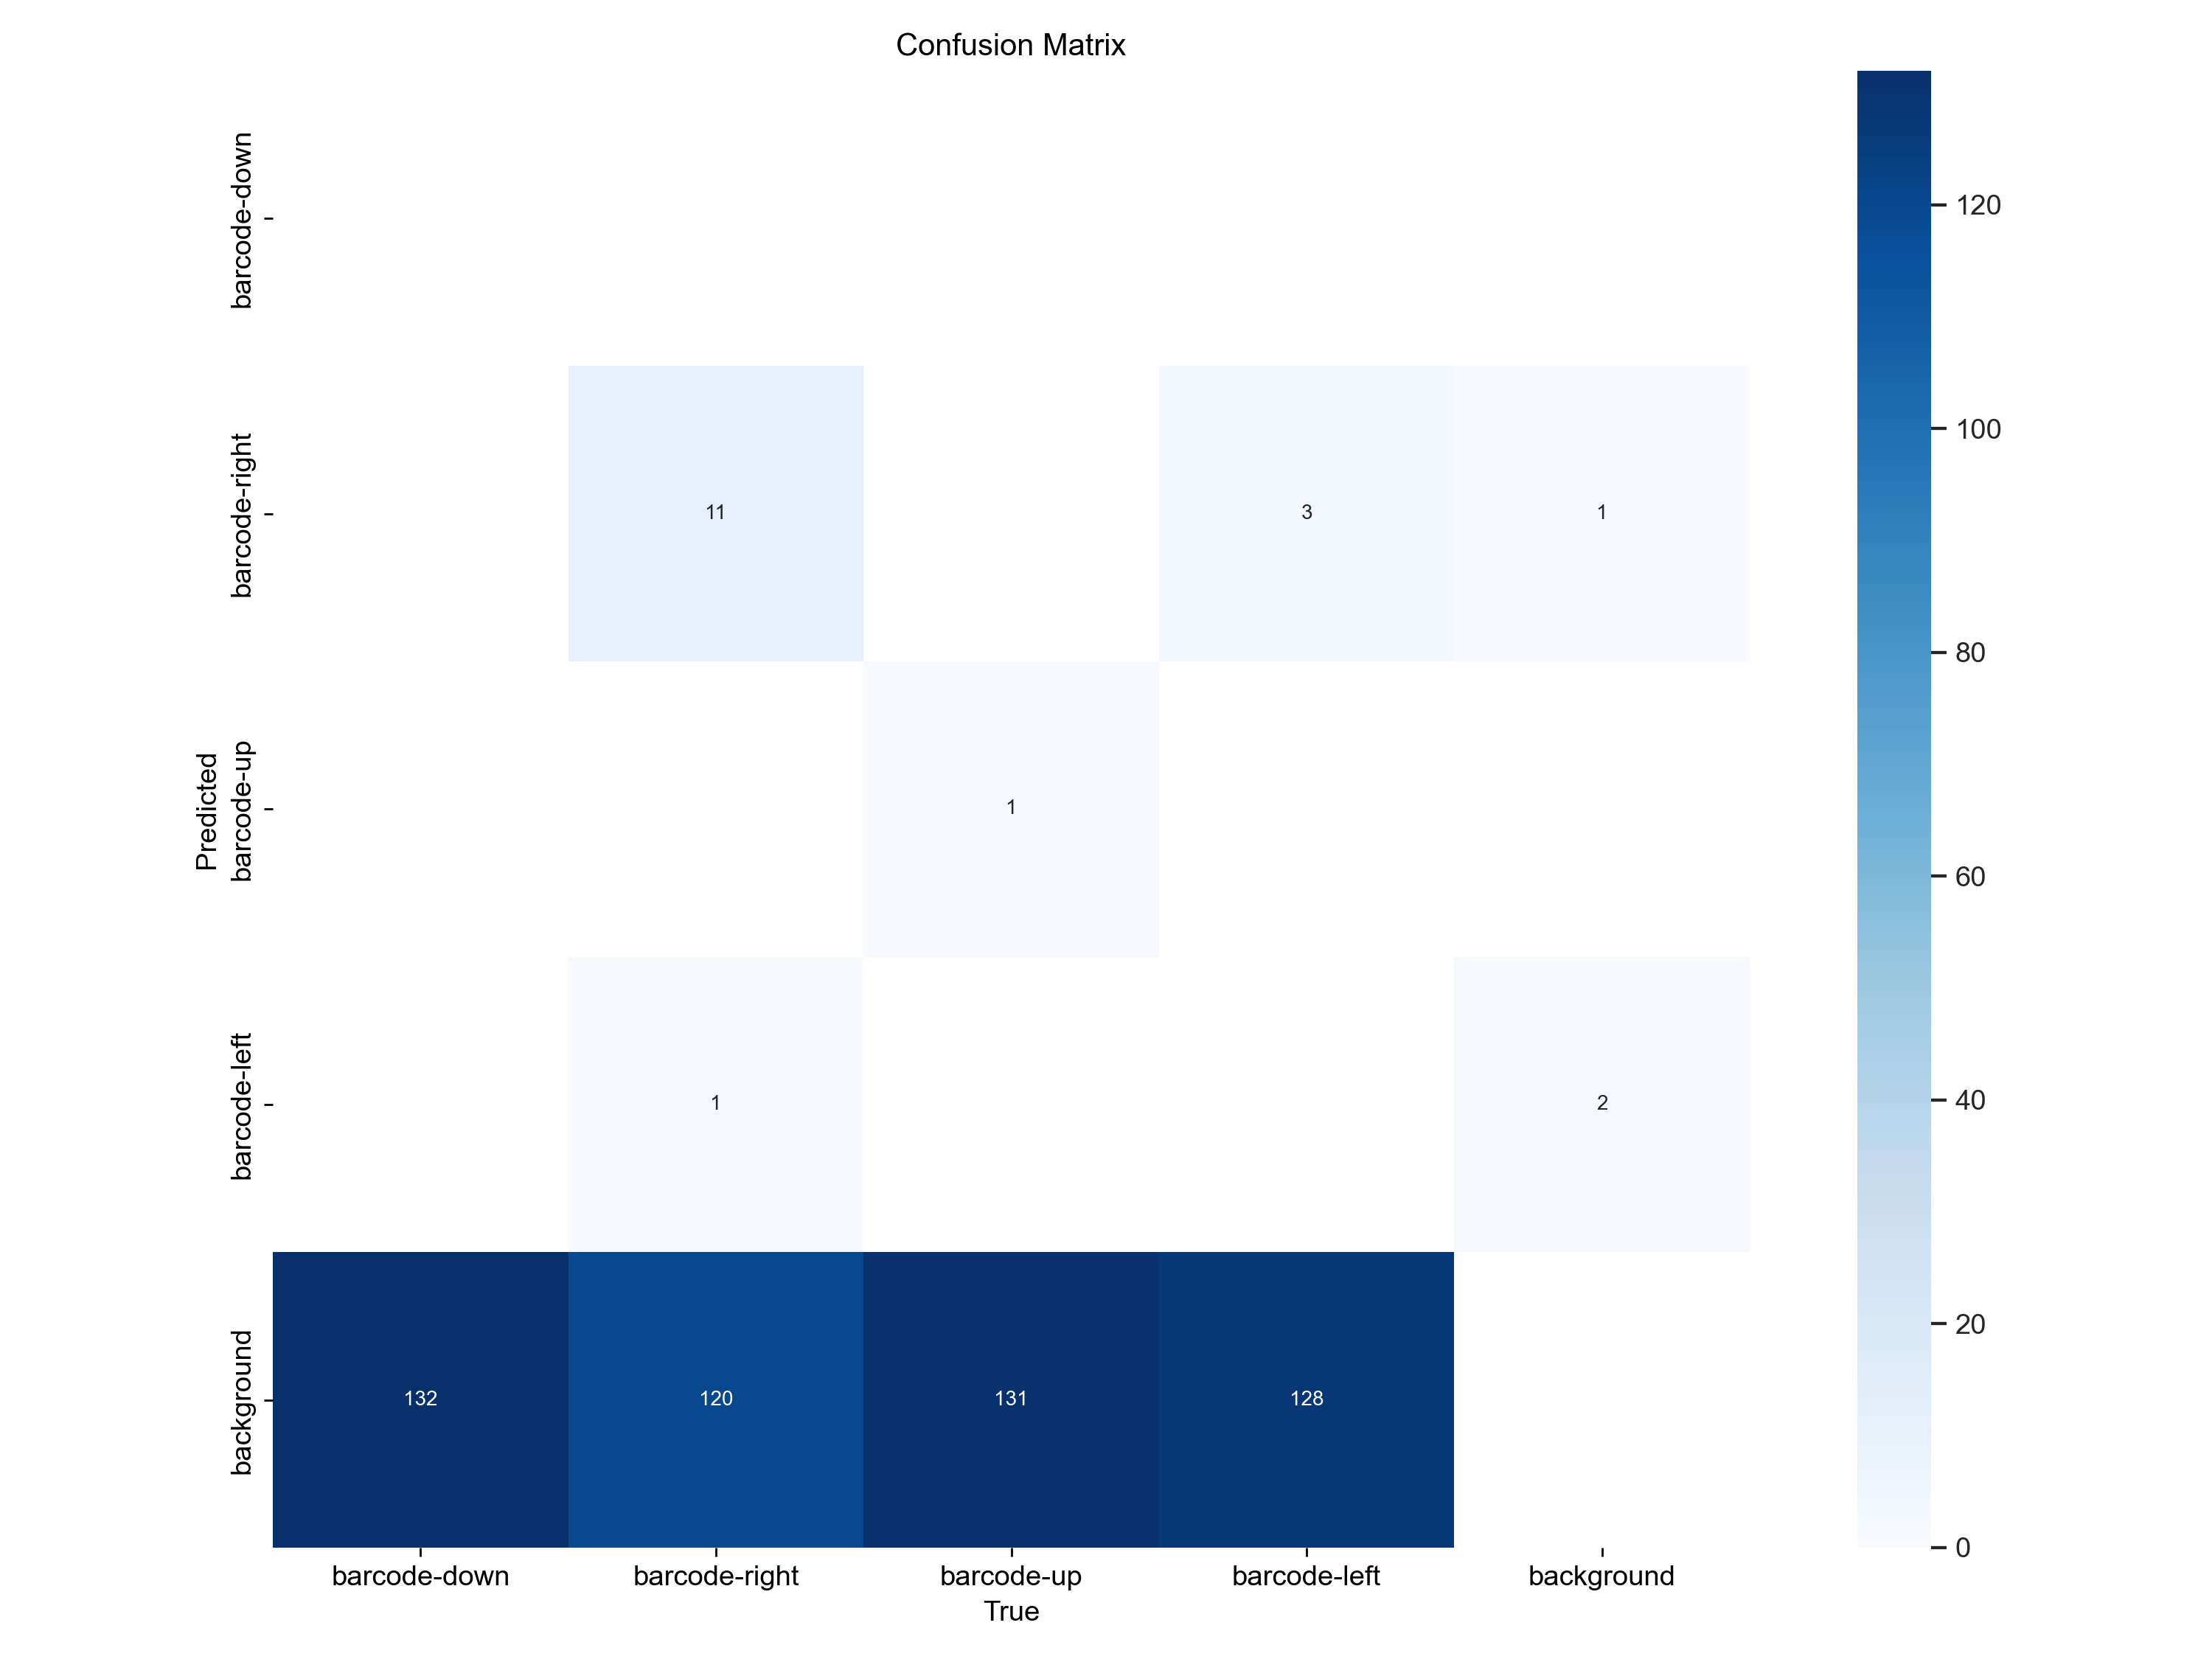 Confusion Matrix
barcode-down
barcode-right
11
3
1
120
100
80
Predicted
barcode-up
1
60
barcode-left
1
2
40
20
background
132
120
131
128
0
barcode-down
barcode-right
barcode-up
barcode-left
background
True